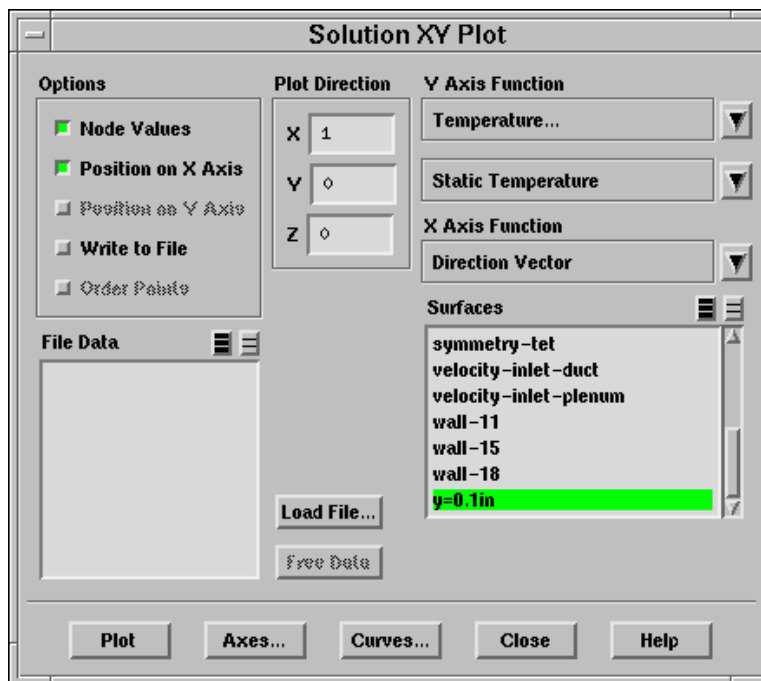 Solution XY Plot
Options
Node Values
Position on X Axis
Position on Y Axis
Write to File
Order Points
Plot Direction
X 1
Y 0
Z 0
Y Axis Function
Temperature...
Static Temperature
X Axis Function
Direction Vector
File Data
Surfaces
symmetry-tet
velocity-inlet-duct
velocity-inlet-plenum
wall-11
wall-15
wall-18
y=0.1in
Load File...
Free Data
Plot
Axes...
Curves...
Close
Help